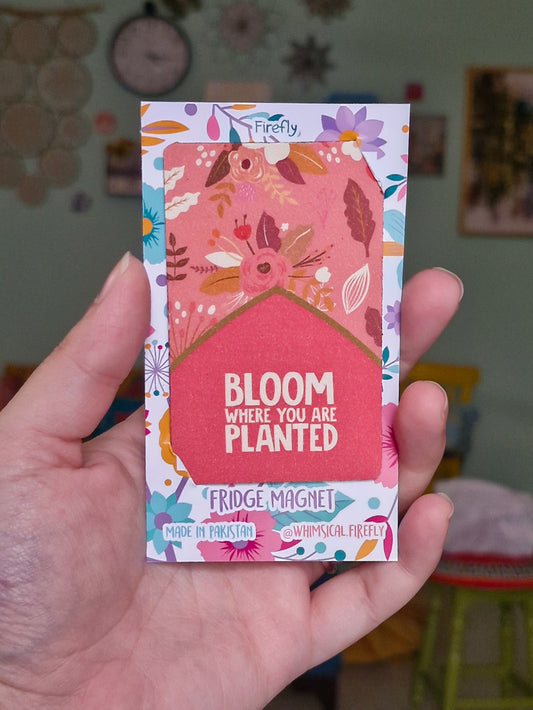 Firefly
BLOOM
WHERE YOU ARE
PLANTED
FRIDGE MAGNET
MADE IN PAKISTAN @WHIMSICAL.FIREFLY